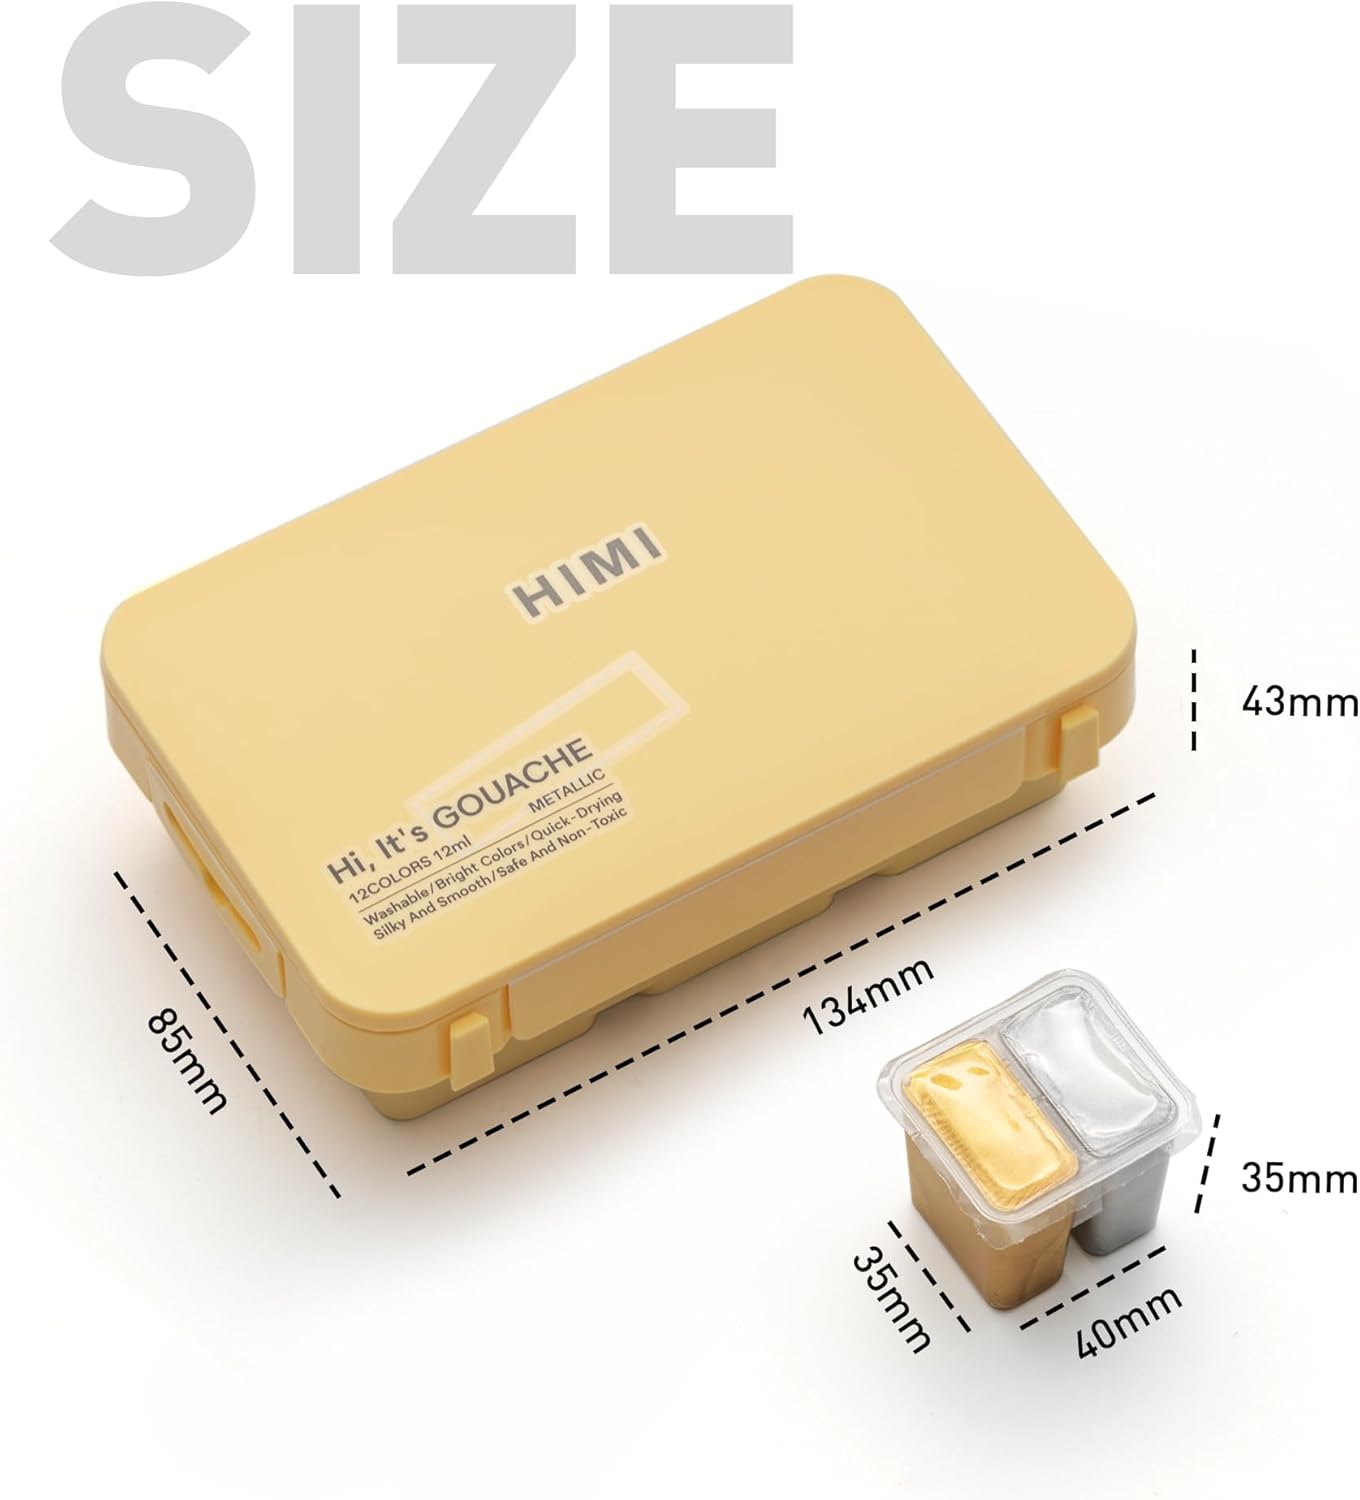 SIZE
HIMI
Hi, It's GOUACHE
12COLORS 12ml METALLIC
Washable/Bright Colors/Quick-Drying
Silky And Smooth/Safe And Non-Toxic
43mm
134mm
85mm
35mm
35mm
40mm